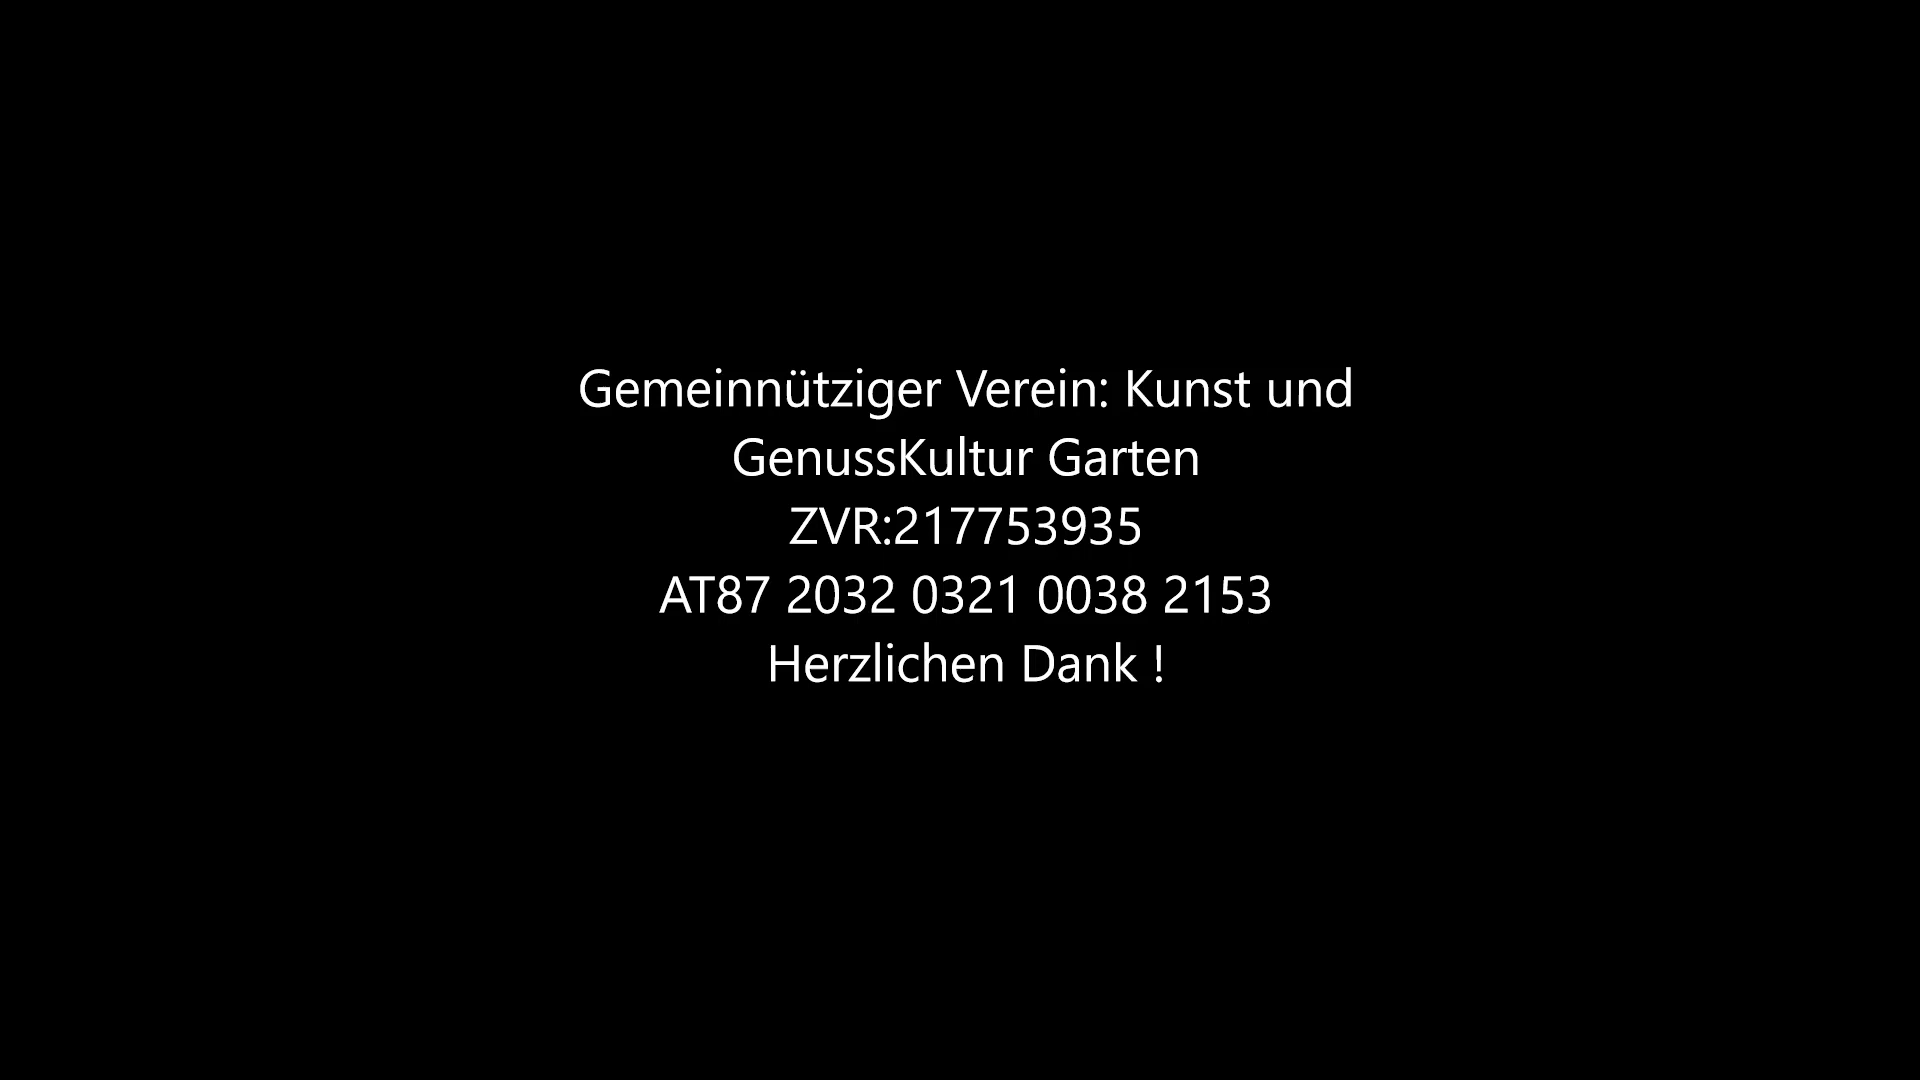 Gemeinnütziger Verein: Kunst und
GenussKultur Garten
ZVR:217753935
AT87 2032 0321 0038 2153
Herzlichen Dank !